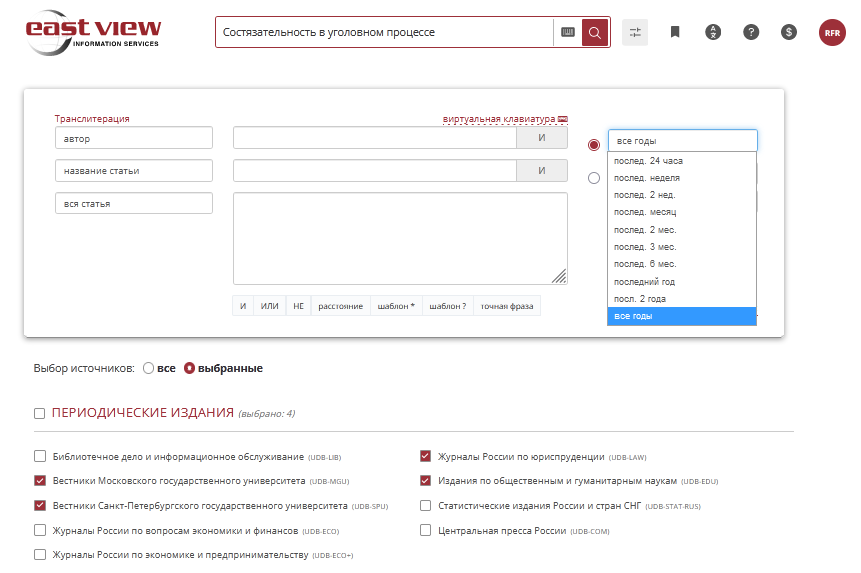 east view
INFORMATION SERVICES
Состязательность в уголовном процессе
RFR
Транслитерация
виртуальная клавиатура
автор
И
все годы
название статьи
И
вся статья
послед. 24 часа
послед. неделя
послед. 2 нед.
послед. месяц
послед. 2 мес.
послед. 3 мес.
послед. 6 мес.
последний год
посл. 2 года
все годы
И
ИЛИ
НЕ
расстояние
шаблон *
шаблон ?
точная фраза
Выбор источников: все выбранные
ПЕРИОДИЧЕСКИЕ ИЗДАНИЯ (выбрано: 4)
Библиотечное дело и информационное обслуживание (UDB-LIB)
Вестники Московского государственного университета (UDB-MGU)
Вестники Санкт-Петербургского государственного университета (UDB-SPU)
Журналы России по вопросам экономики и финансов (UDB-ECO)
Журналы России по экономике и предпринимательству (UDB-ECO+)
Журналы России по юриспруденции (UDB-LAW)
Издания по общественным и гуманитарным наукам (UDB-EDU)
Статистические издания России и стран СНГ (UDB-STAT-RUS)
Центральная пресса России (UDB-COM)